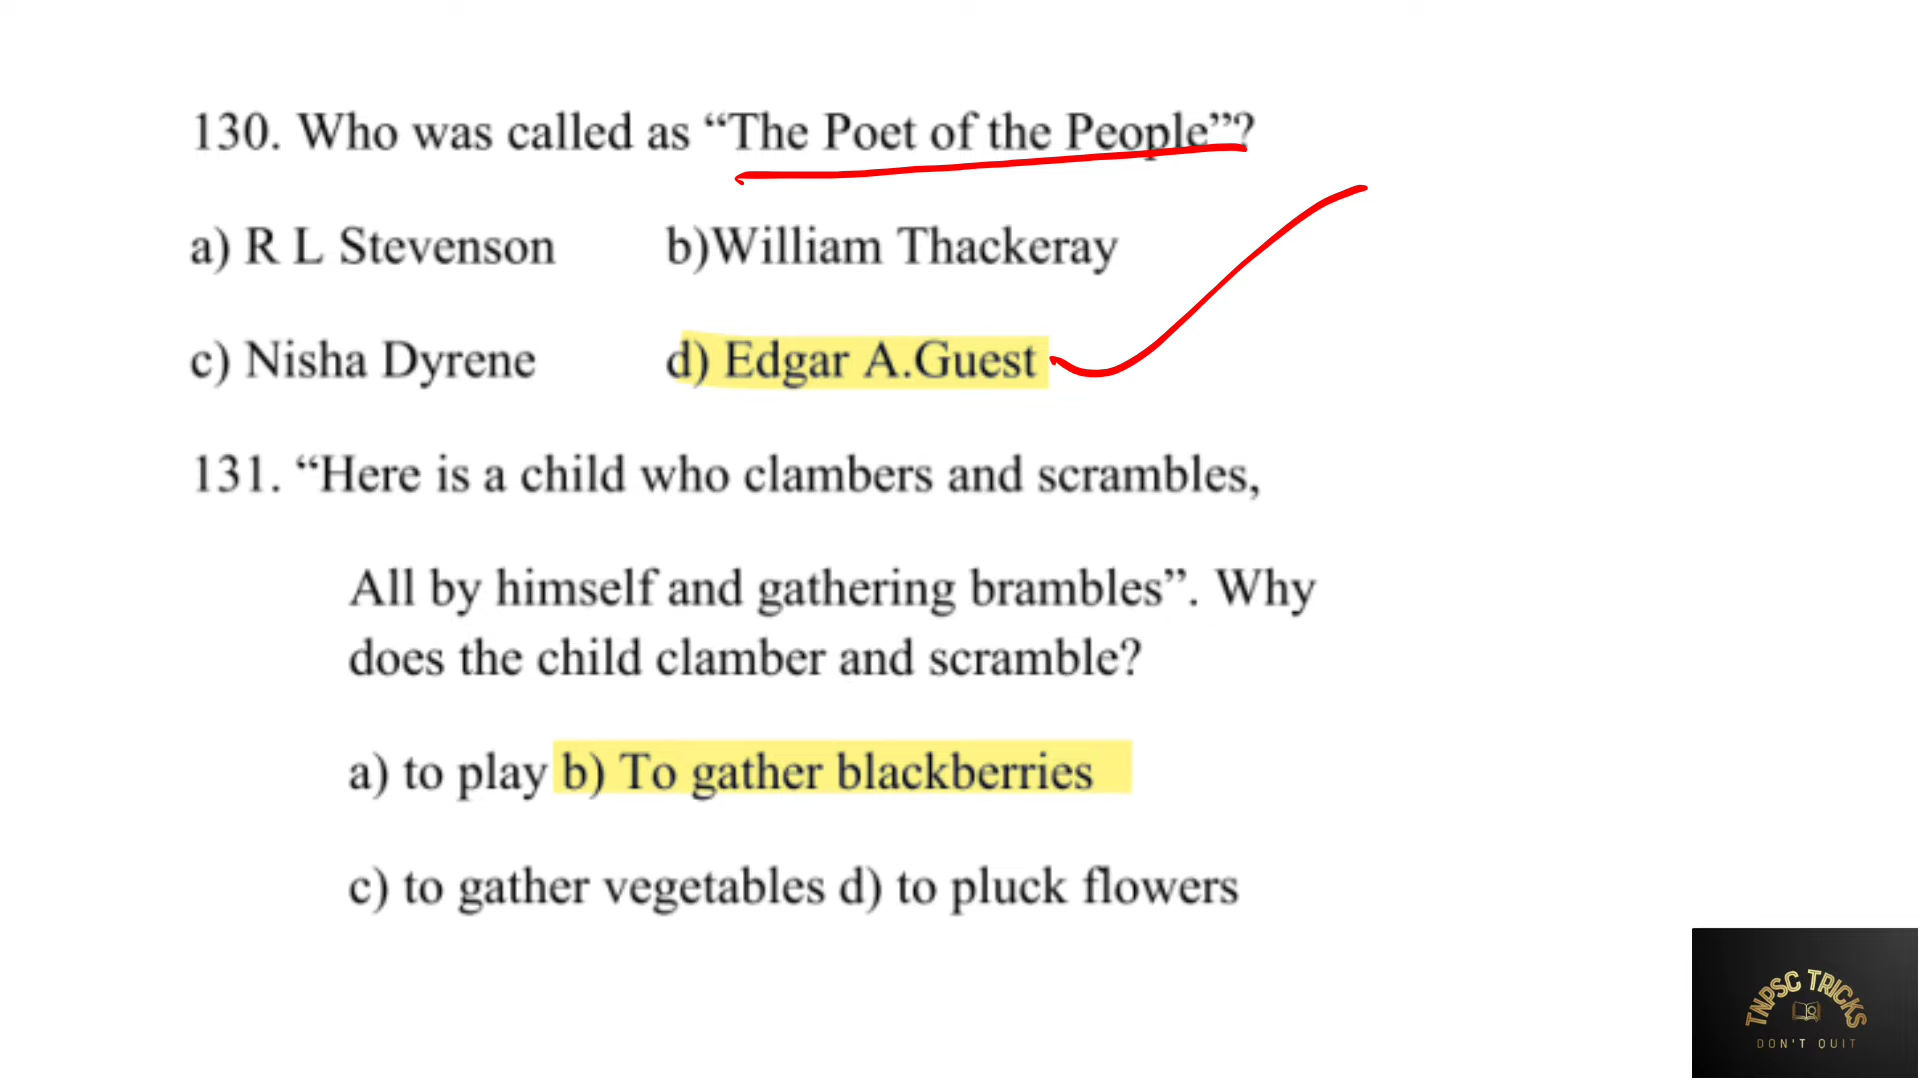 130. Who was called as “The Poet of the People”?
a) R L Stevenson b)William Thackeray
c) Nisha Dyrene d) Edgar A.Guest
131. “Here is a child who clambers and scrambles,
All by himself and gathering brambles”. Why
does the child clamber and scramble?
a) to play b) To gather blackberries
c) to gather vegetables d) to pluck flowers
TNPSC TRICKS
DON'T QUIT